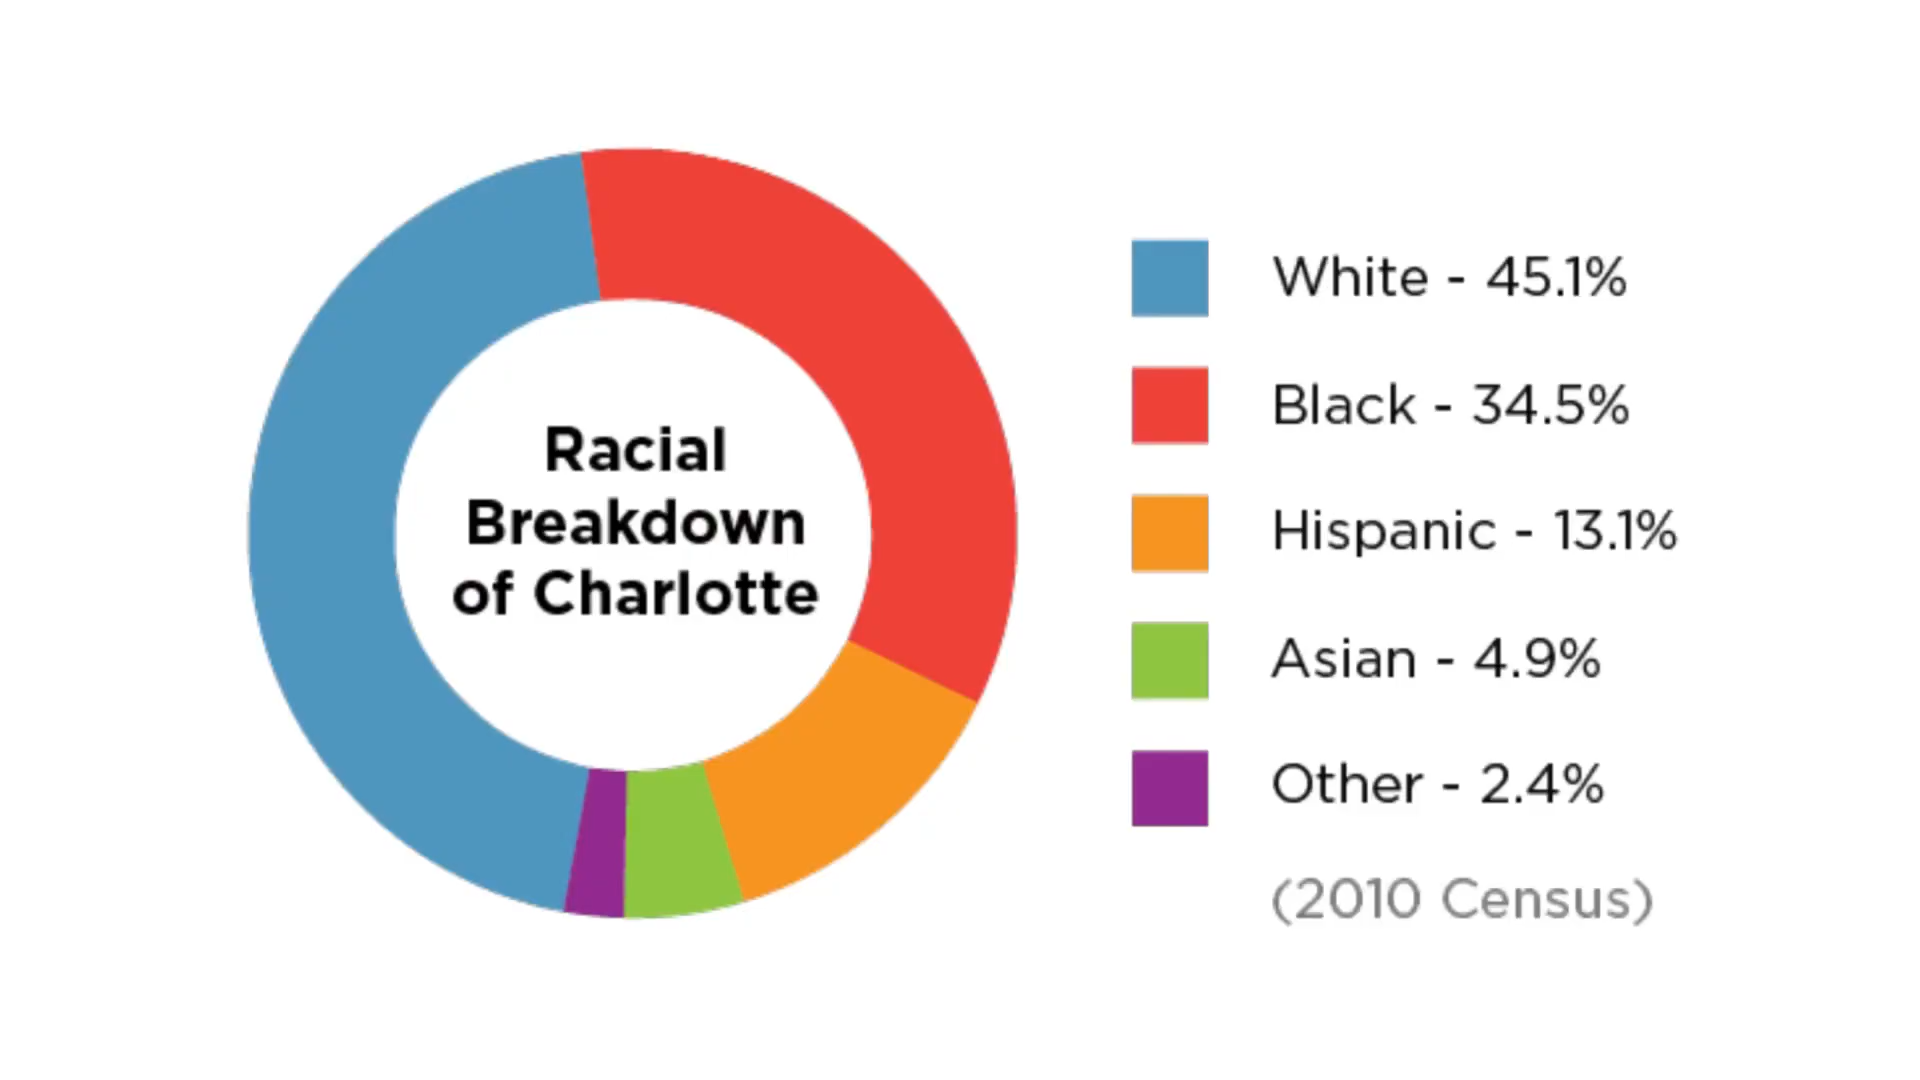 Racial
Breakdown
of Charlotte
White - 45.1%
Black - 34.5%
Hispanic - 13.1%
Asian - 4.9%
Other - 2.4%
(2010 Census)